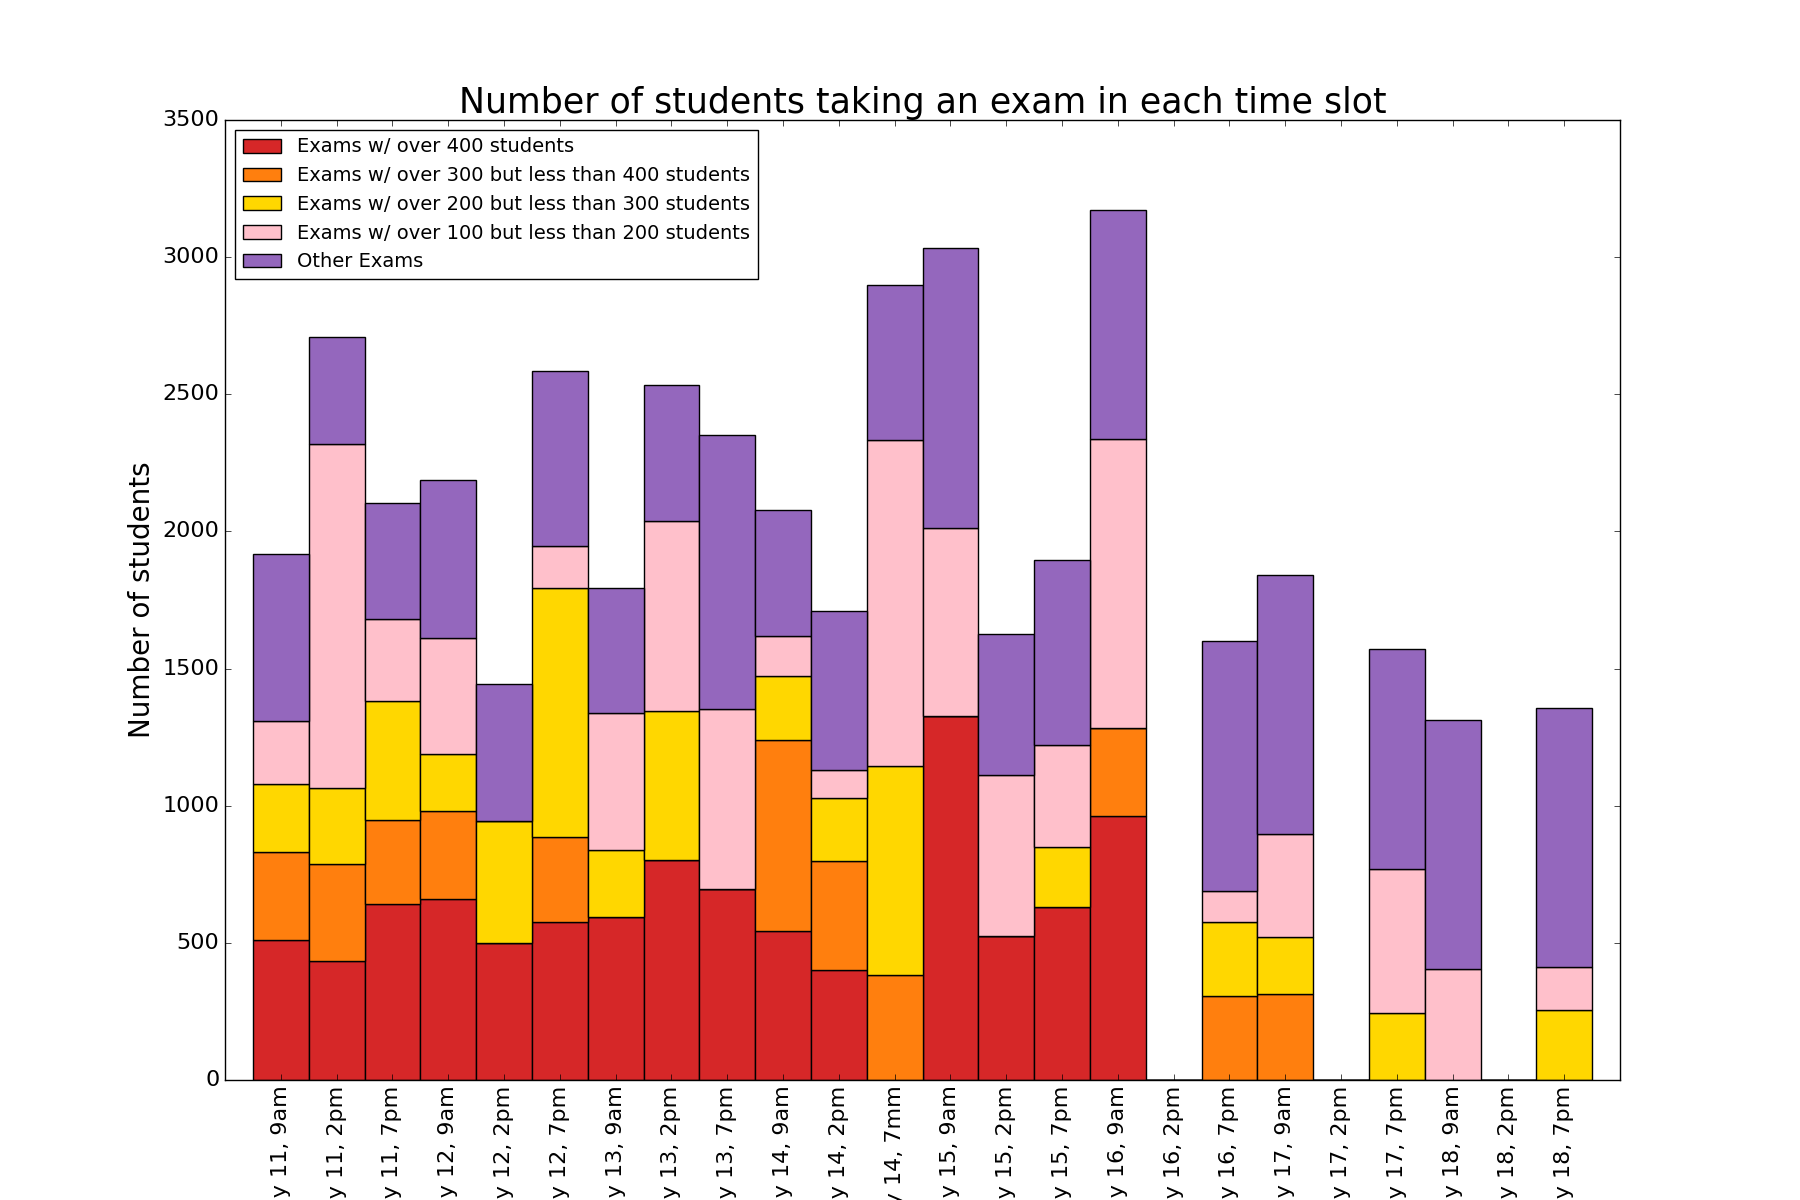 Number of students taking an exam in each time slot
Exams w/ over 400 students
Exams w/ over 300 but less than 400 students
Exams w/ over 200 but less than 300 students
Exams w/ over 100 but less than 200 students
Other Exams
Number of students
3500
3000
2500
2000
1500
1000
500
0
y 11, 9am
y 11, 2pm
y 11, 7pm
y 12, 9am
y 12, 2pm
y 12, 7pm
y 13, 9am
y 13, 2pm
y 13, 7pm
y 14, 9am
y 14, 2pm
y 14, 7mm
y 15, 9am
y 15, 2pm
y 15, 7pm
y 16, 9am
y 16, 2pm
y 16, 7pm
y 17, 9am
y 17, 2pm
y 17, 7pm
y 18, 9am
y 18, 2pm
y 18, 7pm